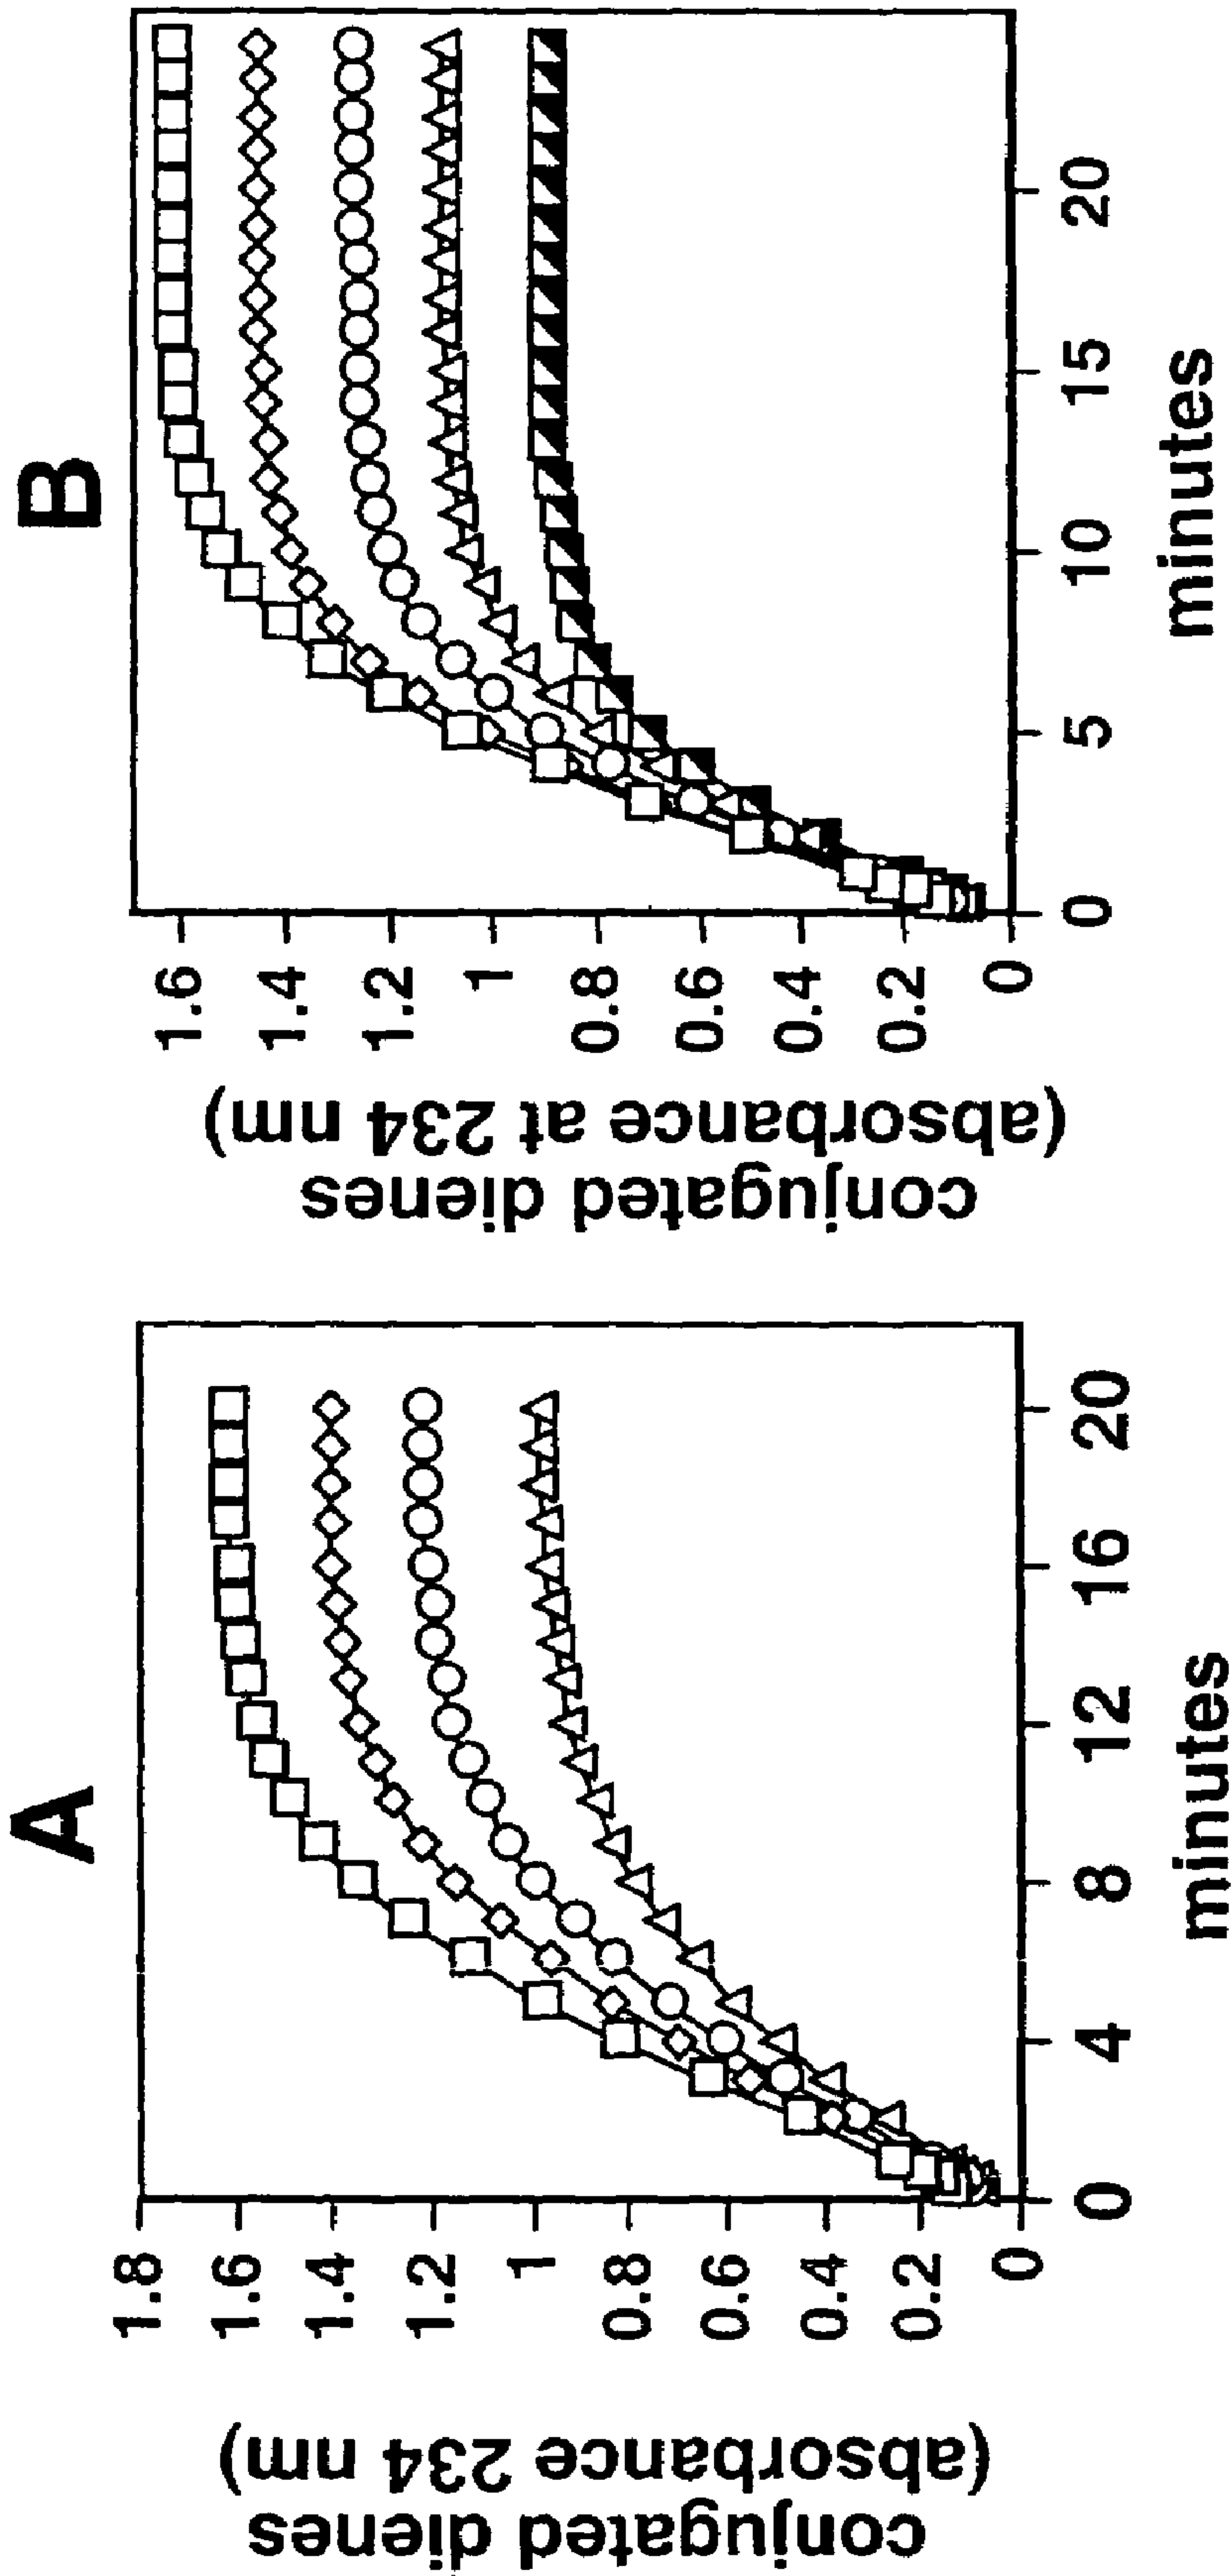 A
conjugated dienes
(absorbance 234 nm)
1.8
1.6
1.4
1.2
1
0.8
0.6
0.4
0.2
0
0 4 8 12 16 20
minutes
B
conjugated dienes
(absorbance at 234 nm)
1.6
1.4
1.2
1
0.8
0.6
0.4
0.2
0
0 5 10 15 20
minutes